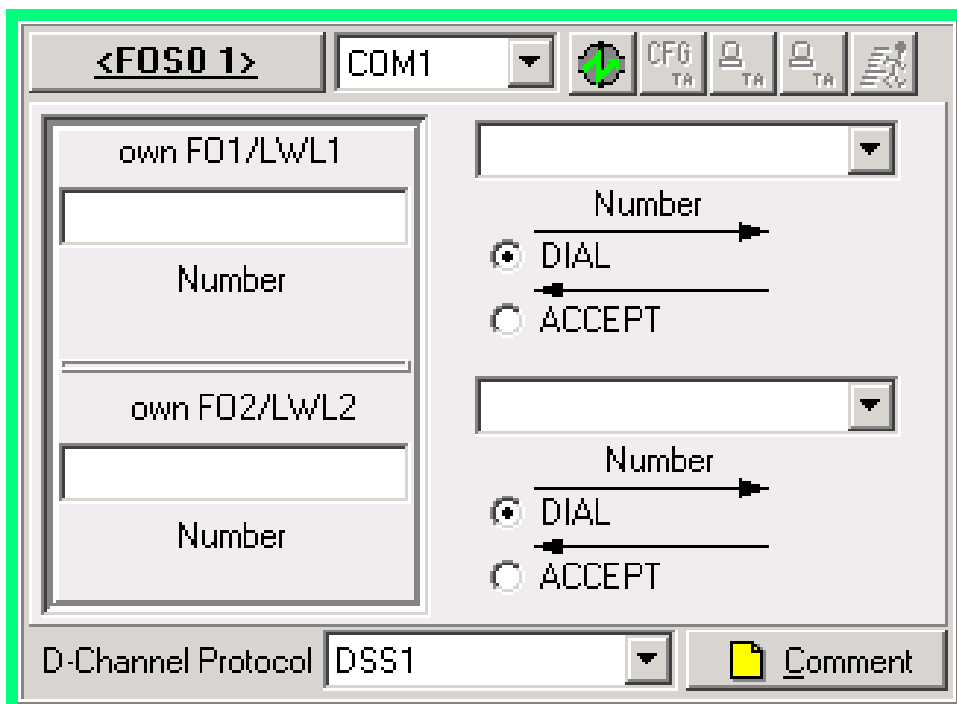 <FOS0 1> COM1 CFG TA TA TA
own FO1/LWL1
Number
Number
DIAL
ACCEPT
own FO2/LWL2
Number
Number
DIAL
ACCEPT
D-Channel Protocol DSS1 Comment